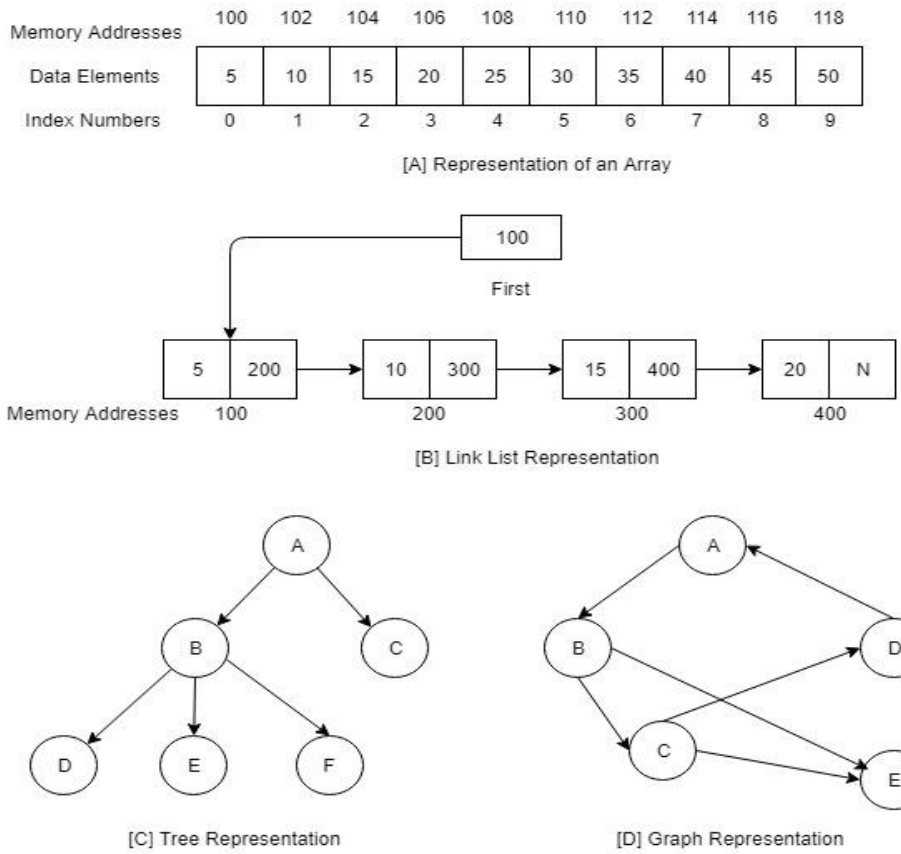 100 102 104 106 108 110 112 114 116 118
Memory Addresses
Data Elements 5 10 15 20 25 30 35 40 45 50
Index Numbers 0 1 2 3 4 5 6 7 8 9
[A] Representation of an Array
100
First
5 200 10 300 15 400 20 N
Memory Addresses 100 200 300 400
[B] Link List Representation
A
B C
D E F
[C] Tree Representation
A
B D
C
E
[D] Graph Representation